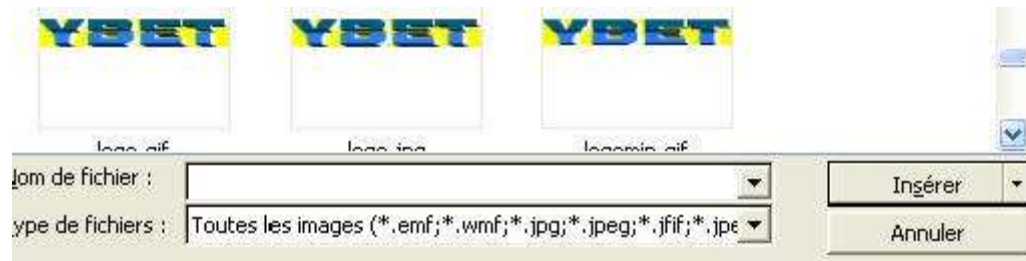 YBET YBET YBET
logo.gif logo.jpg logomin.gif
Nom de fichier :
Insérer
Type de fichiers : Toutes les images (*.emf;*.wmf;*.jpg;*.jpeg;*.jfif;*.jpe
Annuler